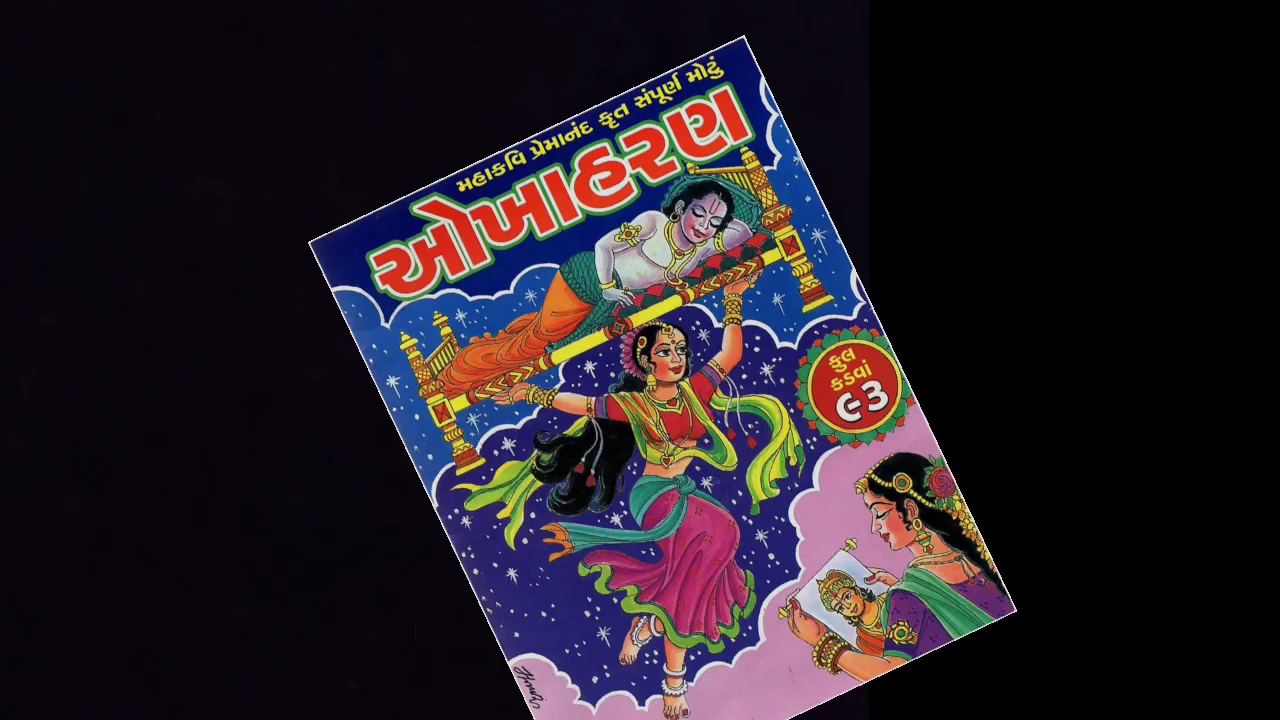 મહાકવિ પ્રેમાનંદ કૃત સંપૂર્ણ મોટું
ઓખાહરણ
કુલ
કડવાં
૯૩